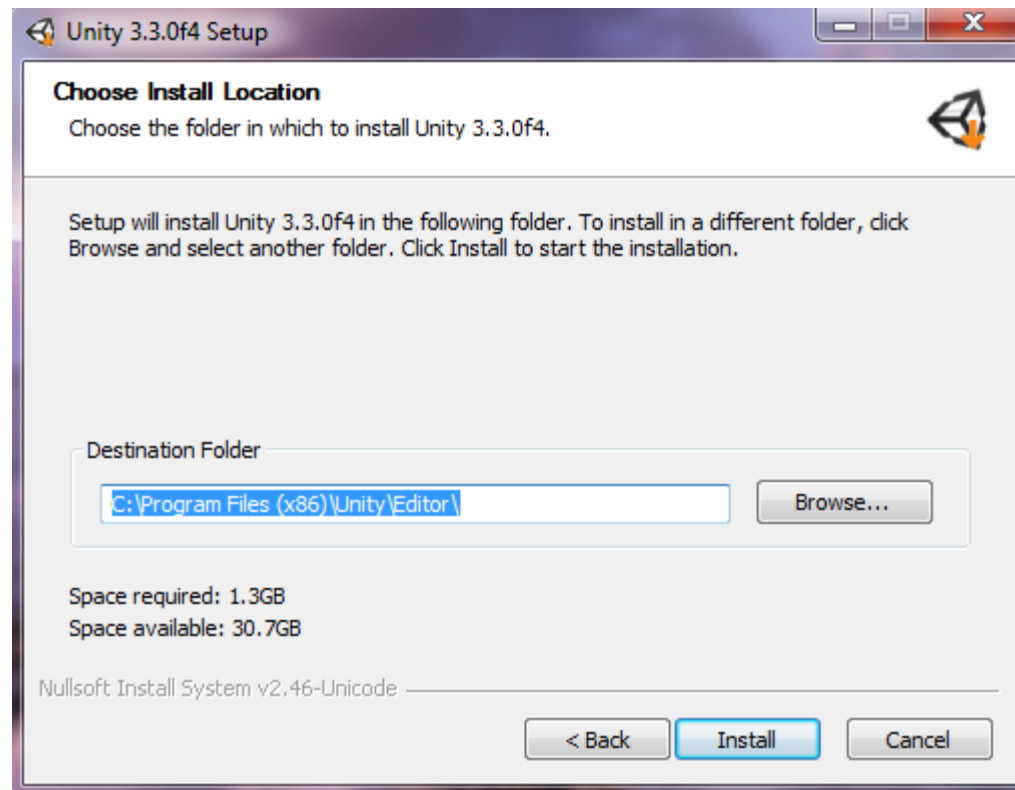 Unity 3.3.0f4 Setup
Choose Install Location
Choose the folder in which to install Unity 3.3.0f4.
Setup will install Unity 3.3.0f4 in the following folder. To install in a different folder, click
Browse and select another folder. Click Install to start the installation.
Destination Folder
C:\Program Files (x86)\Unity\Editor\
Browse...
Space required: 1.3GB
Space available: 30.7GB
Nullsoft Install System v2.46-Unicode
< Back
Install
Cancel